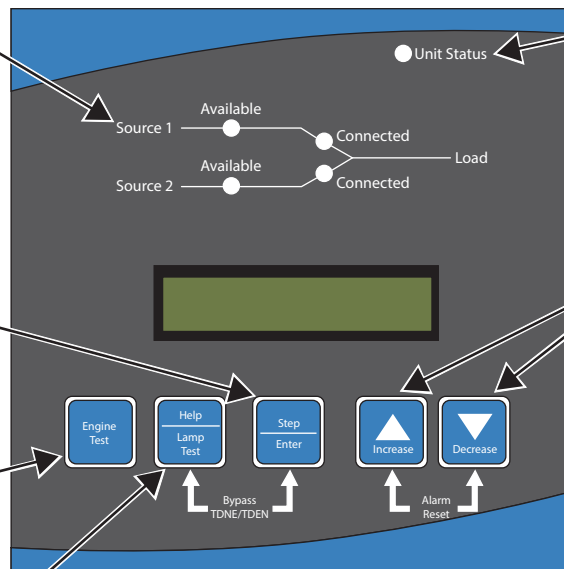 Unit Status
Available
Source 1
Connected
Load
Available
Source 2
Connected
Engine
Test
Help
Lamp
Test
Step
Enter
Increase
Decrease
Bypass
TDNE/TDEN
Alarm
Reset